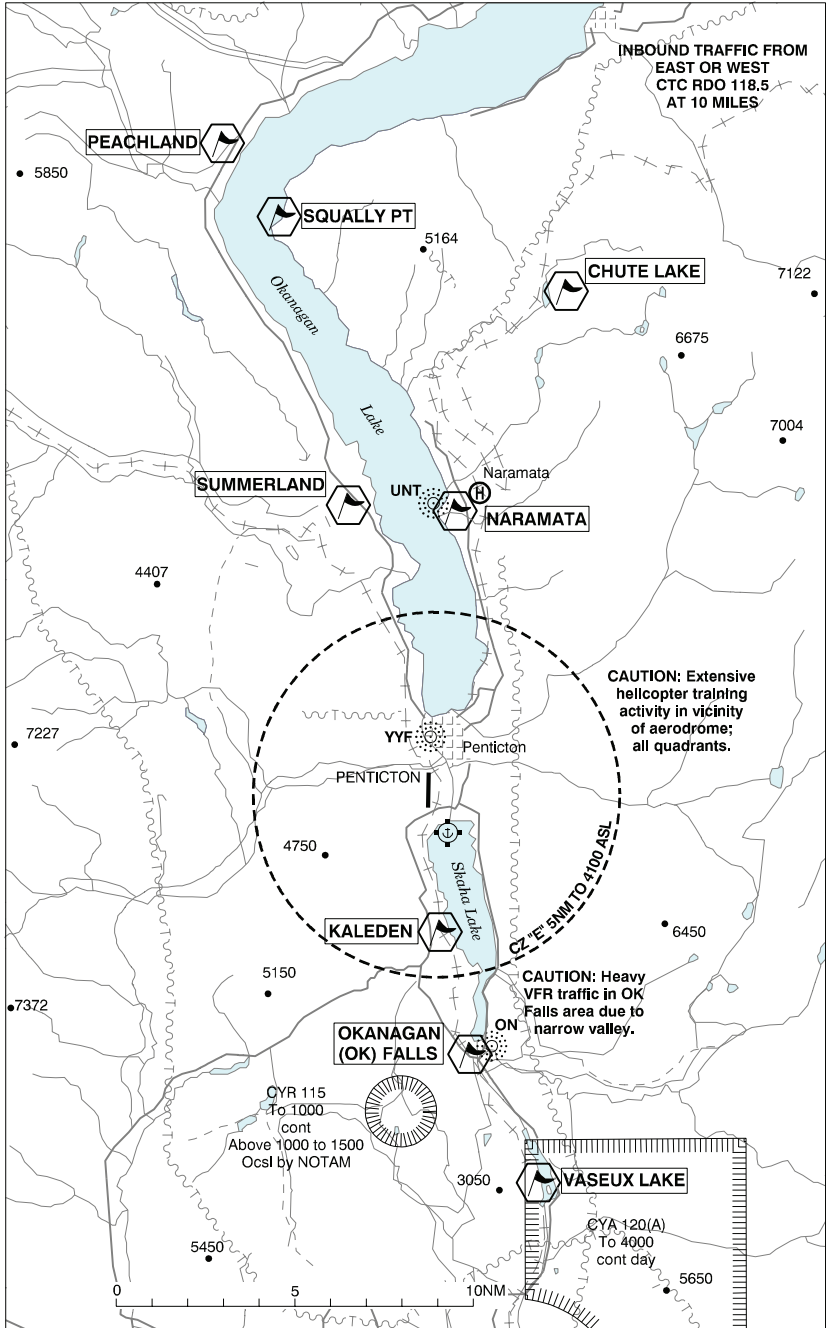 INBOUND TRAFFIC FROM
EAST OR WEST
CTC RDO 118.5
AT 10 MILES
PEACHLAND
5850
SQUALLY PT
5164
CHUTE LAKE
7122
Okanagan
6675
Lake
7004
SUMMERLAND
UNT
Naramata
H
NARAMATA
4407
CAUTION: Extensive
helicopter training
activity in vicinity
of aerodrome;
all quadrants.
7227
YYF
Penticton
PENTICTON
4750
Skaha Lake
CZ "E" 5NM TO 4100 ASL
KALEDEN
6450
5150
CAUTION: Heavy
VFR traffic in OK
Falls area due to
narrow valley.
7372
OKANAGAN
(OK) FALLS
ON
CYR 115
To 1000
cont
Above 1000 to 1500
Ocsl by NOTAM
3050
VASEUX LAKE
CYA 120(A)
To 4000
cont day
5450
5650
0 5 10NM